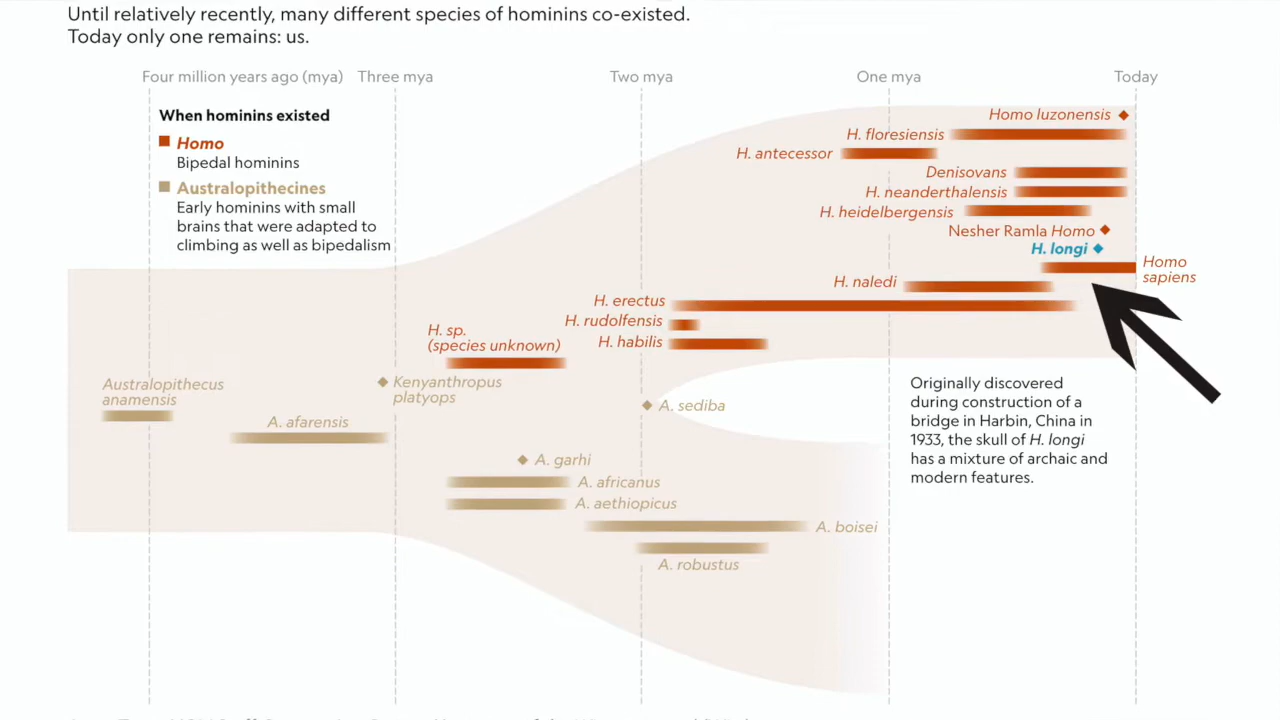 Until relatively recently, many different species of hominins co-existed.
Today only one remains: us.
Four million years ago (mya)
Three mya
Two mya
One mya
Today
When hominins existed
Homo
Bipedal hominins
Australopithecines
Early hominins with small
brains that were adapted to
climbing as well as bipedalism
Homo luzonensis
H. floresiensis
H. antecessor
Denisovans
H. neanderthalensis
H. heidelbergensis
Nesher Ramla Homo
H. longi
Homo
sapiens
H. naledi
H. erectus
H. rudolfensis
H. habilis
H. sp.
(species unknown)
Australopithecus
anamensis
Kenyanthropus
platyops
A. sediba
A. afarensis
A. garhi
A. africanus
A. aethiopicus
A. boisei
A. robustus
Originally discovered
during construction of a
bridge in Harbin, China in
1933, the skull of H. longi
has a mixture of archaic and
modern features.